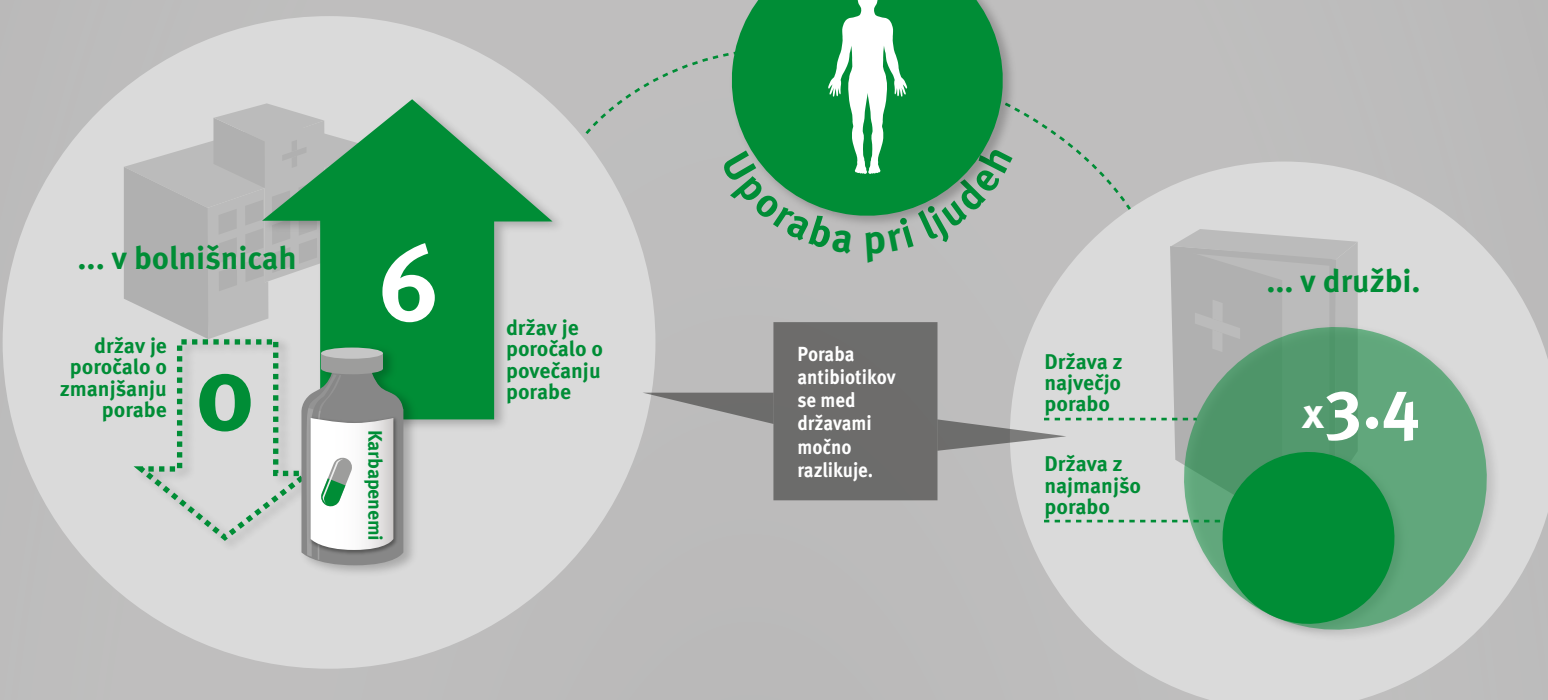 Uporaba pri ljudeh
... v bolnišnicah
6
držav je
poročalo o
povečanju
porabe
držav je
poročalo o
zmanjšanju
porabe
0
Karbapenemi
Poraba
antibiotikov
se med
državami
močno
razlikuje.
... v družbi.
Država z
največjo
porabo
x3.4
Država z
najmanjšo
porabo